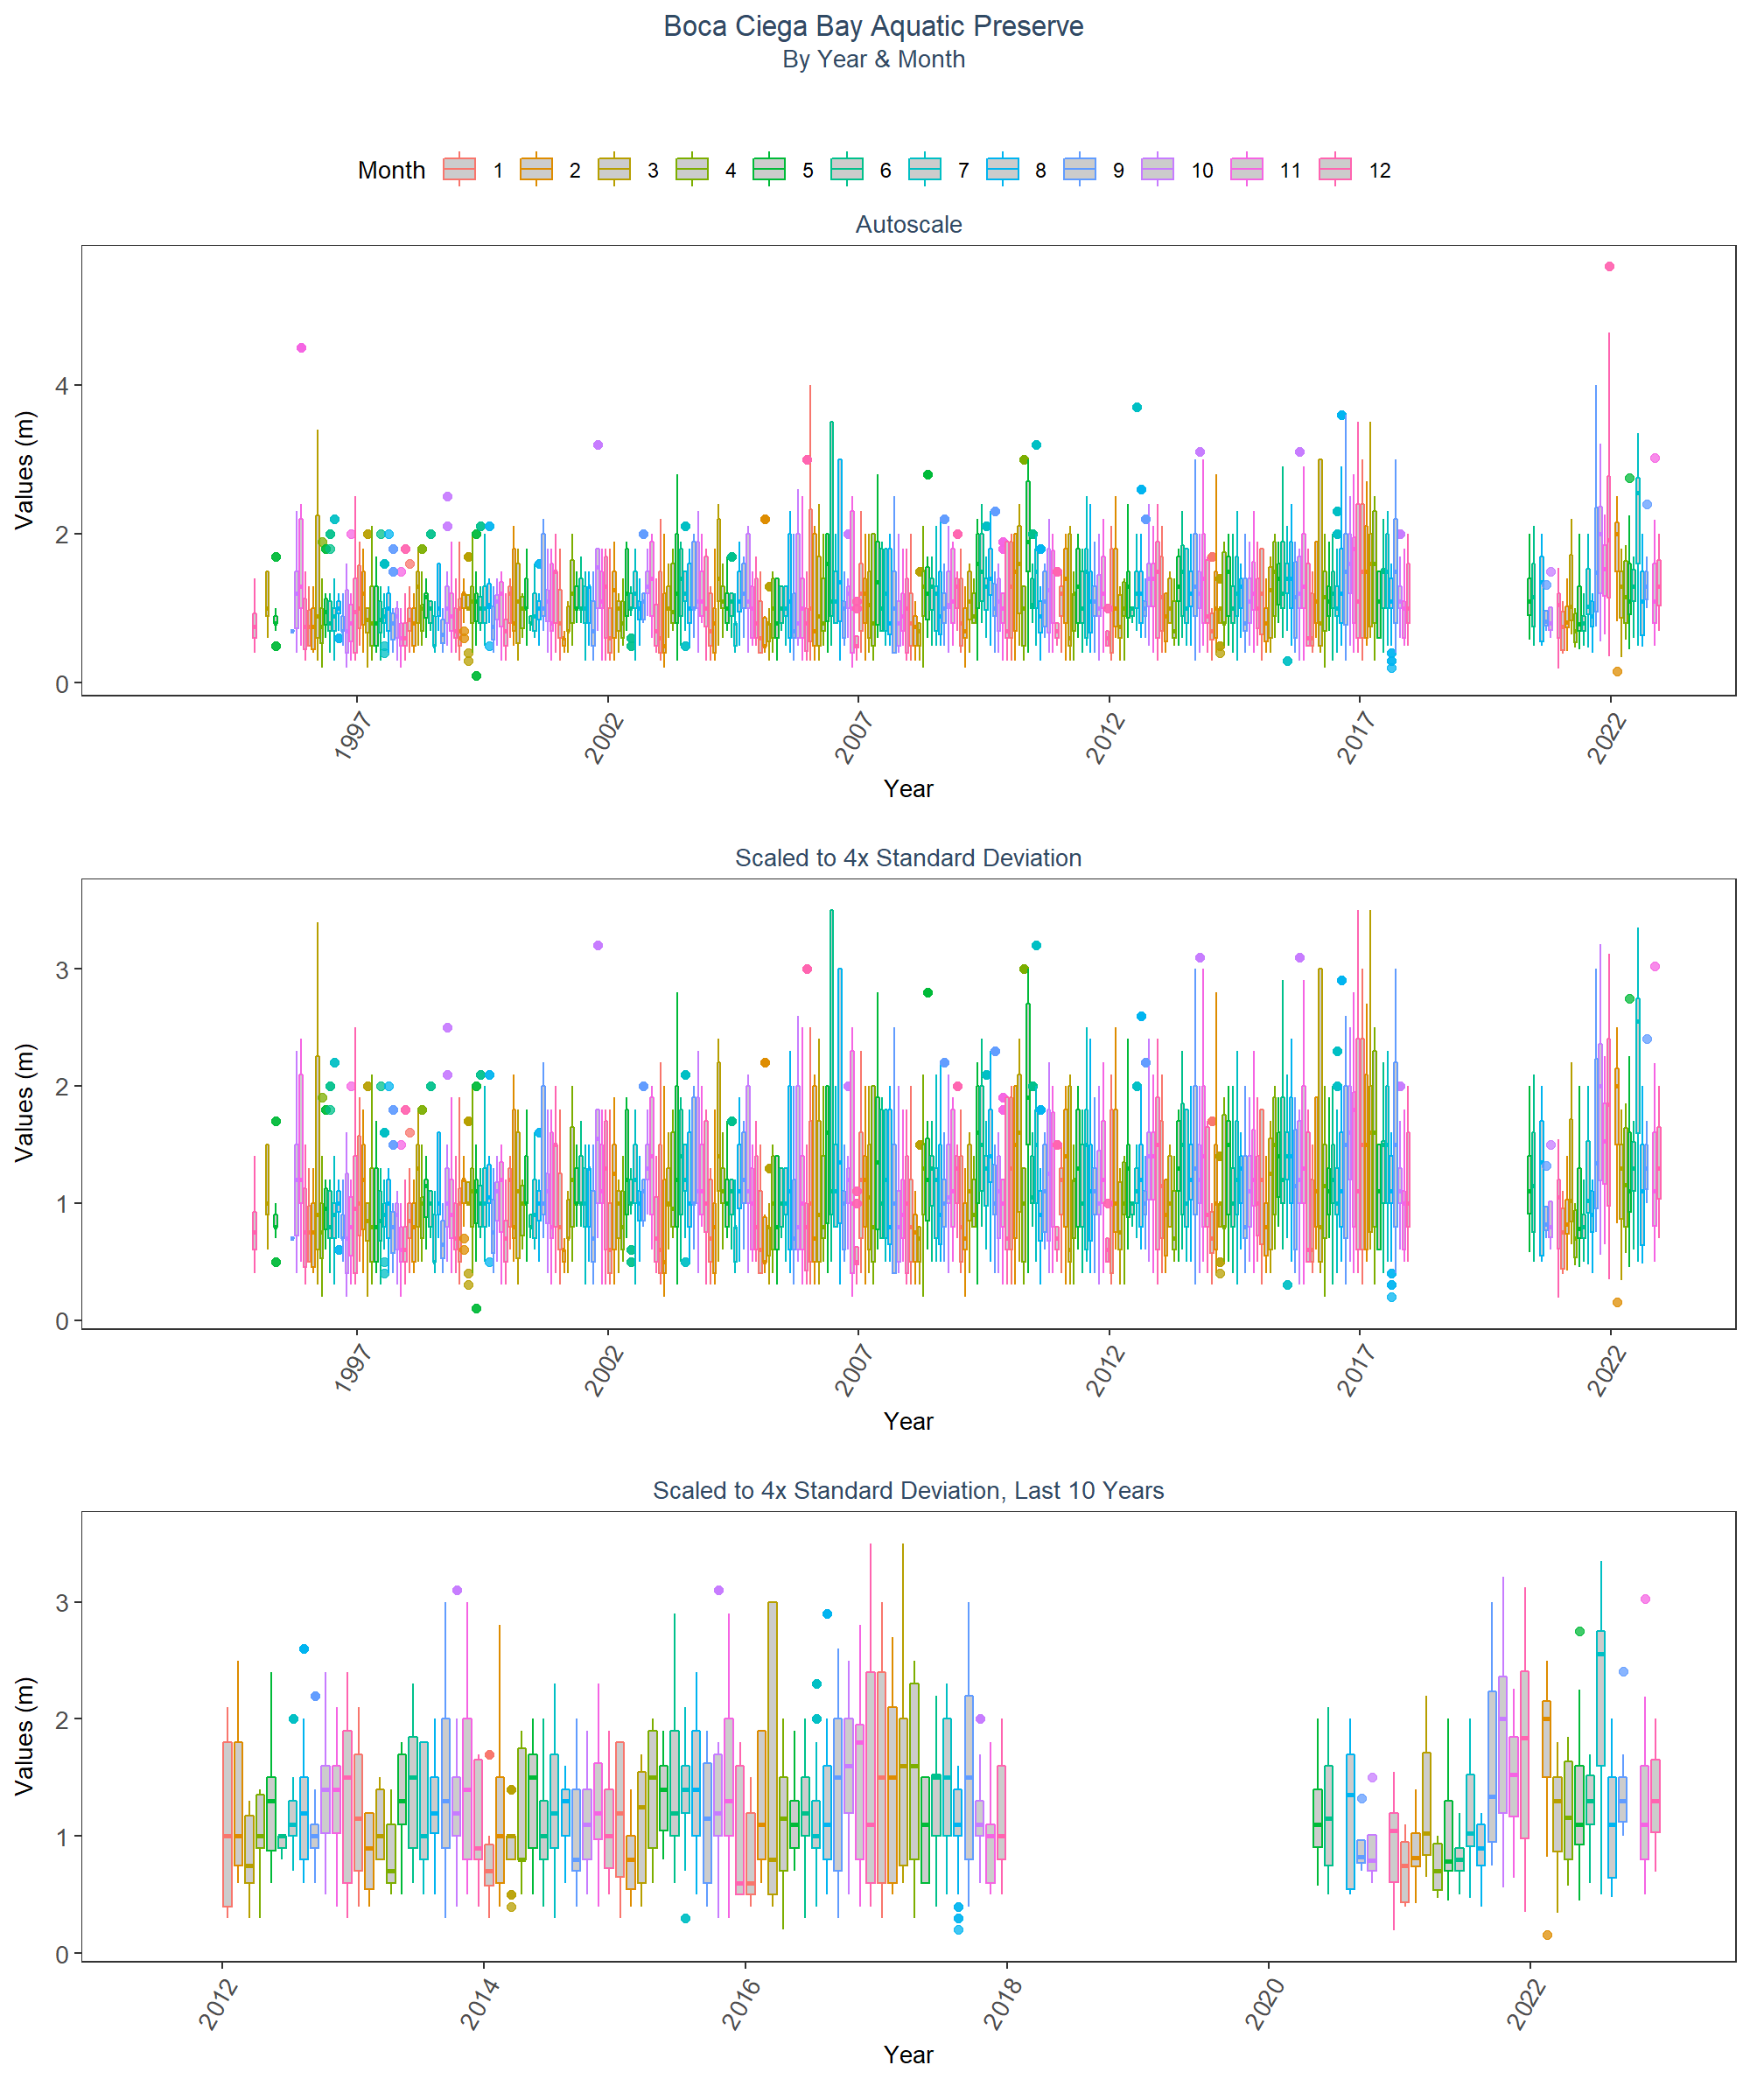 Boca Ciega Bay Aquatic Preserve
By Year & Month
Month 1 2 3 4 5 6 7 8 9 10 11 12
Autoscale
Values (m)
4
2
0
1997 2002 2007 2012 2017 2022
Year
Scaled to 4x Standard Deviation
Values (m)
3
2
1
0
1997 2002 2007 2012 2017 2022
Year
Scaled to 4x Standard Deviation, Last 10 Years
Values (m)
3
2
1
0
2012 2014 2016 2018 2020 2022
Year